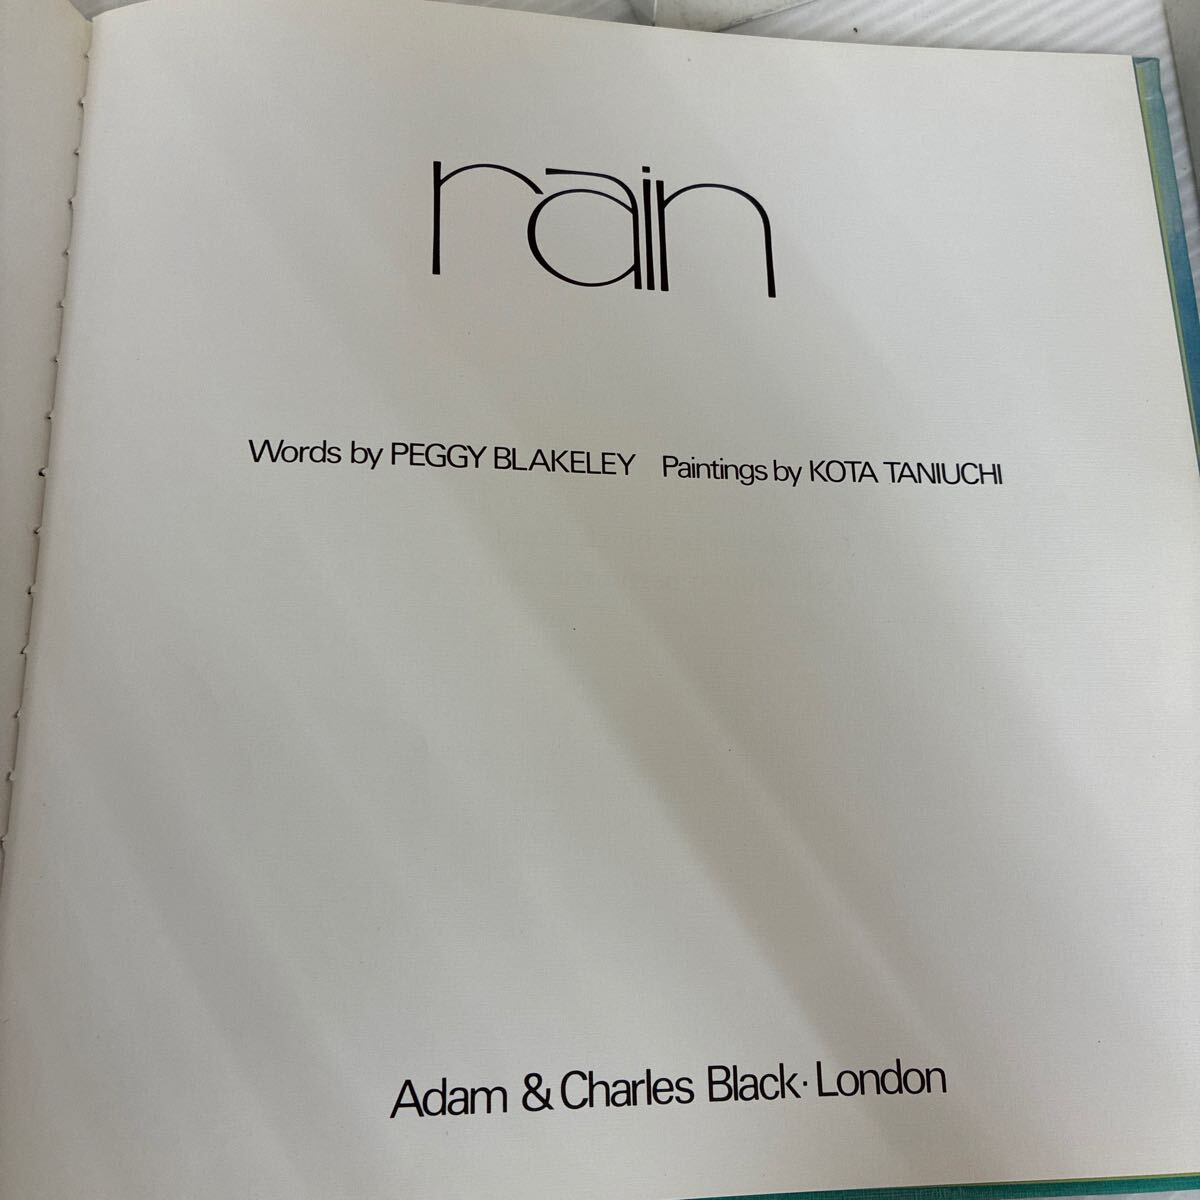 rain
Words by PEGGY BLAKELEY Paintings by KOTA TANIUCHI
Adam & Charles Black · London